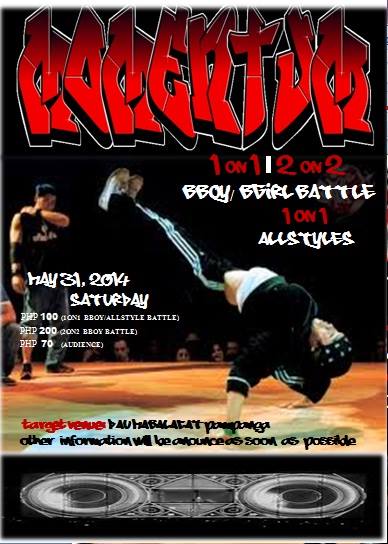 MOMENTUM
1 ON 1 | 2 ON 2
BBOY/ BGIRL BATTLE
1 ON 1
ALLSTYLES
MAY 31, 2014
SATURDAY
PHP 100 (1ON1 BBOY/ALLSTYLE BATTLE)
PHP 200 (2ON2 BBOY BATTLE)
PHP 70 (AUDIENCE)
target venue: DAU MABALACAT pampanga
other information will be anounce as soon as possible